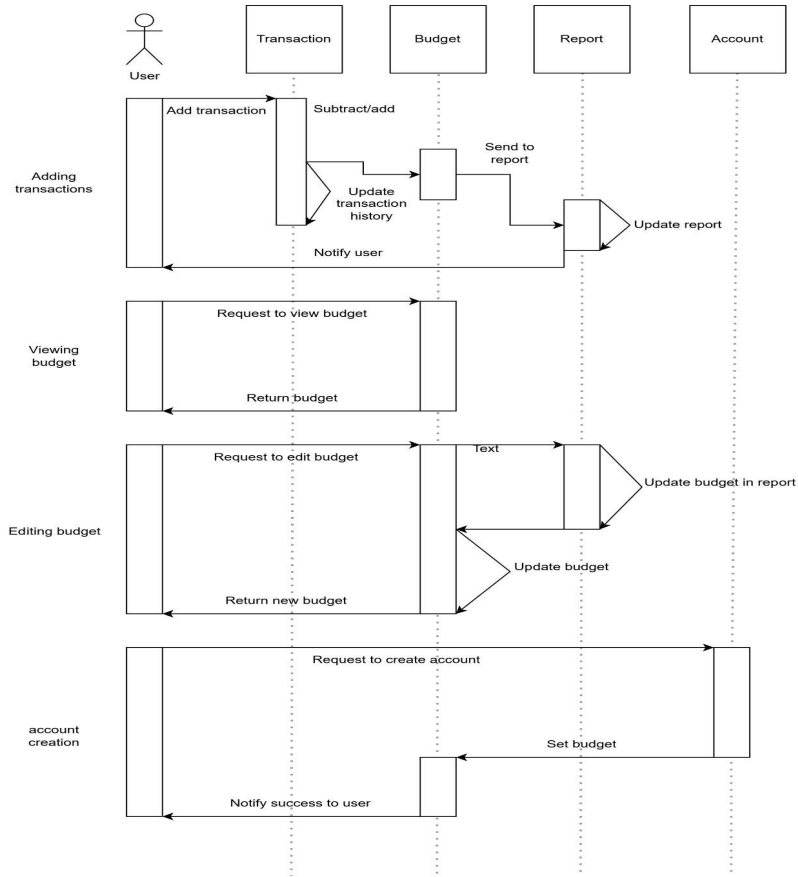 User
Transaction
Budget
Report
Account
Adding
transactions
Add transaction
Subtract/add
Update
transaction
history
Send to
report
Update report
Notify user
Viewing
budget
Request to view budget
Return budget
Editing budget
Request to edit budget
Text
Update budget in report
Update budget
Return new budget
account
creation
Request to create account
Set budget
Notify success to user